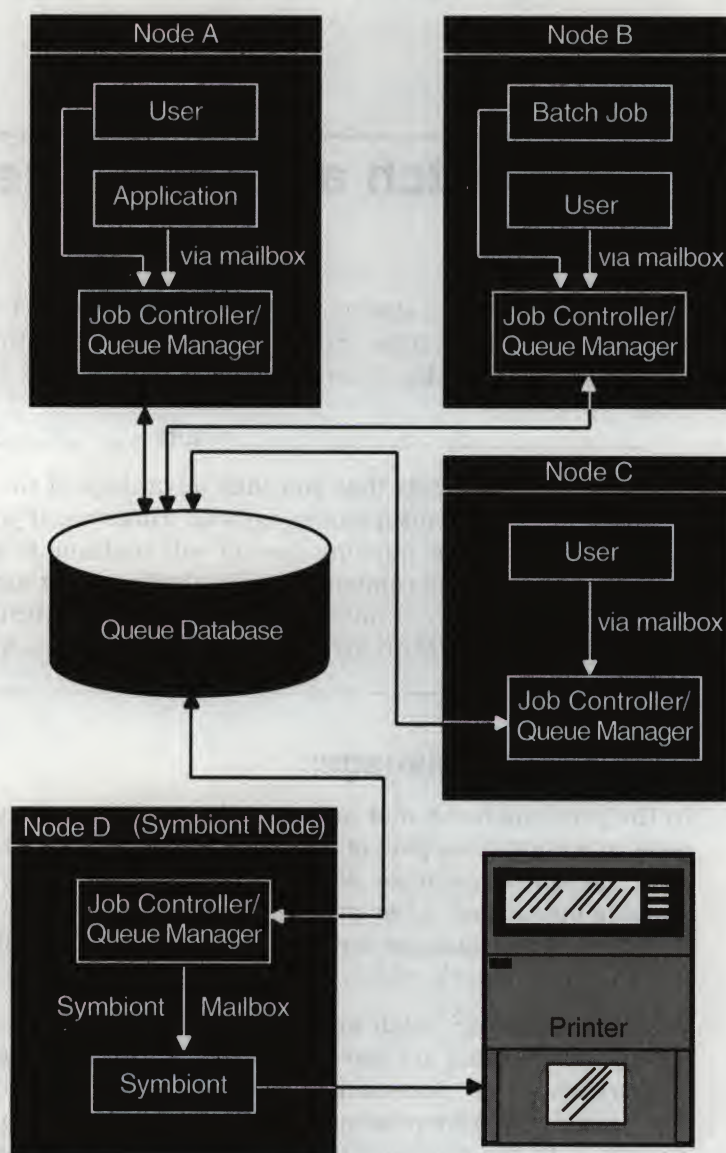 Node A
User
Application
via mailbox
Job Controller/
Queue Manager
Node B
Batch Job
User
via mailbox
Job Controller/
Queue Manager
Node C
User
via mailbox
Job Controller/
Queue Manager
Queue Database
Node D (Symbiont Node)
Job Controller/
Queue Manager
Symbiont Mailbox
Symbiont
Printer